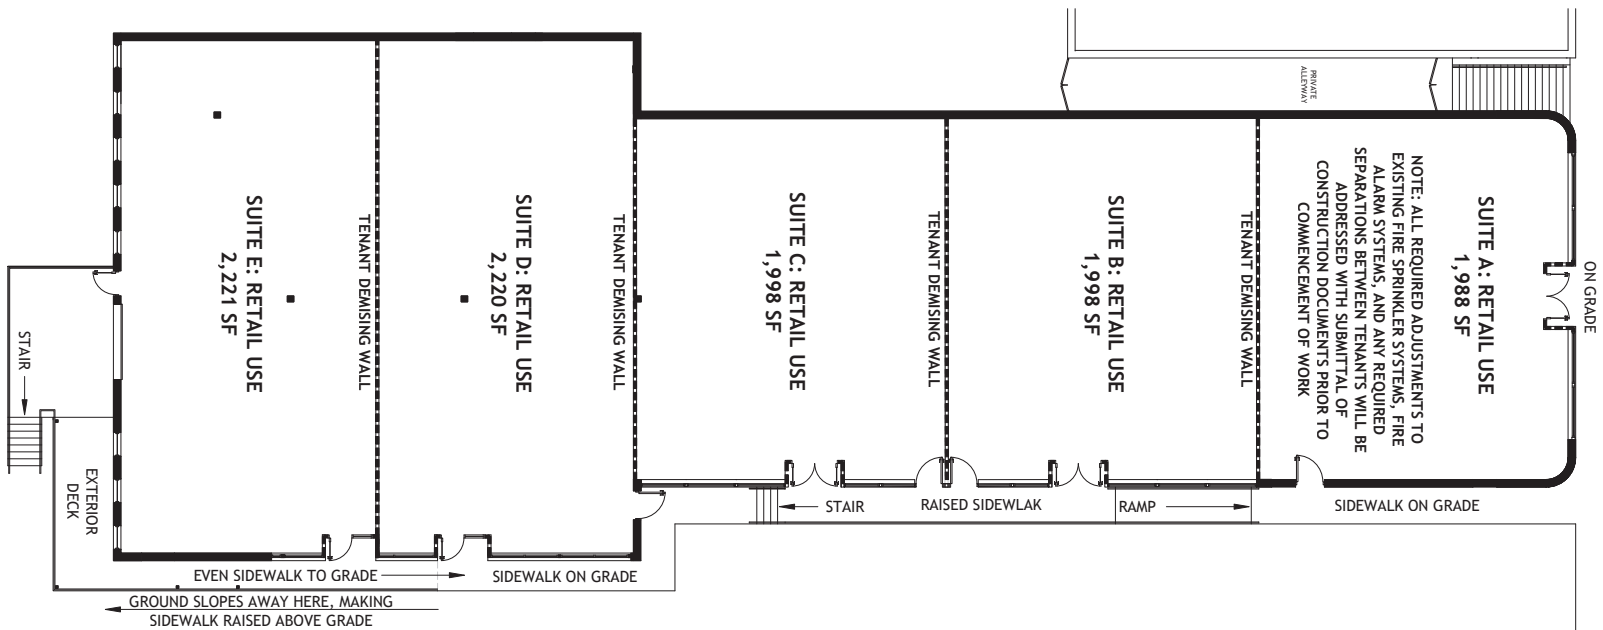 PRIVATE
ALLEYWAY
ON GRADE
SUITE E: RETAIL USE
2,221 SF
TENANT DEMISING WALL
SUITE D: RETAIL USE
2,220 SF
TENANT DEMISING WALL
SUITE C: RETAIL USE
1,998 SF
TENANT DEMISING WALL
SUITE B: RETAIL USE
1,998 SF
TENANT DEMISING WALL
SUITE A: RETAIL USE
1,988 SF
NOTE: ALL REQUIRED ADJUSTMENTS TO
EXISTING FIRE SPRINKLER SYSTEMS, FIRE
ALARM SYSTEMS, AND ANY REQUIRED
SEPARATIONS BETWEEN TENANTS WILL BE
ADDRESSED WITH SUBMITTAL OF
CONSTRUCTION DOCUMENTS PRIOR TO
COMMENCEMENT OF WORK
STAIR
EXTERIOR
DECK
STAIR
RAISED SIDEWLAK
RAMP
SIDEWALK ON GRADE
EVEN SIDEWALK TO GRADE
SIDEWALK ON GRADE
GROUND SLOPES AWAY HERE, MAKING
SIDEWALK RAISED ABOVE GRADE